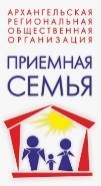 АРХАНГЕЛЬСКАЯ
РЕГИОНАЛЬНАЯ
ОБЩЕСТВЕННАЯ
ОРГАНИЗАЦИЯ
ПРИЕМНАЯ
СЕМЬЯ